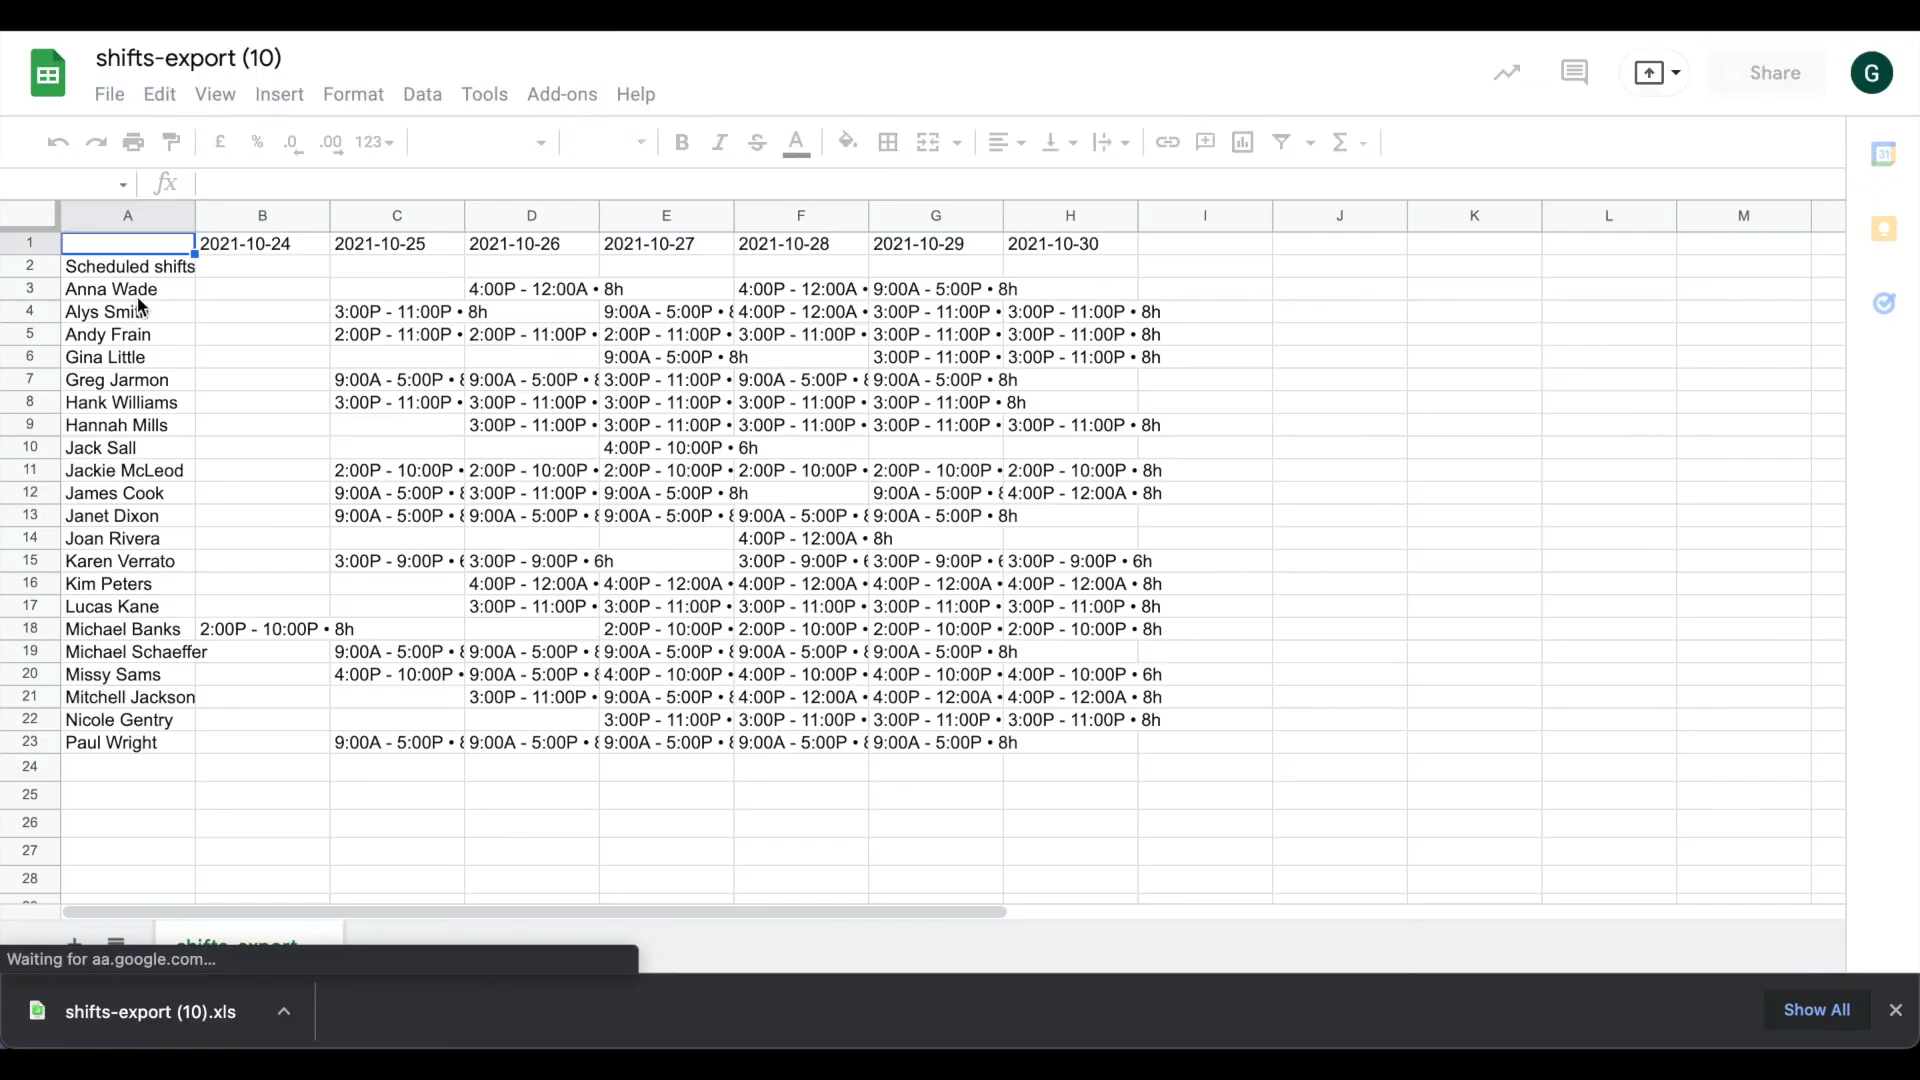 shifts-export (10)
File Edit View Insert Format Data Tools Add-ons Help
Share
G
£ % .0 .00 123
B I S A
fx
31
A B C D E F G H I J K L M
1 2021-10-24 2021-10-25 2021-10-26 2021-10-27 2021-10-28 2021-10-29 2021-10-30
2 Scheduled shifts
3 Anna Wade 4:00P - 12:00A • 8h 4:00P - 12:00A • 9:00A - 5:00P • 8h
4 Alys Smith 3:00P - 11:00P • 8h 9:00A - 5:00P • 4:00P - 12:00A • 3:00P - 11:00P • 3:00P - 11:00P • 8h
5 Andy Frain 2:00P - 11:00P • 2:00P - 11:00P • 2:00P - 11:00P • 3:00P - 11:00P • 3:00P - 11:00P • 3:00P - 11:00P • 8h
6 Gina Little 9:00A - 5:00P • 8h 3:00P - 11:00P • 3:00P - 11:00P • 8h
7 Greg Jarmon 9:00A - 5:00P • 9:00A - 5:00P • 3:00P - 11:00P • 9:00A - 5:00P • 9:00A - 5:00P • 8h
8 Hank Williams 3:00P - 11:00P • 3:00P - 11:00P • 3:00P - 11:00P • 3:00P - 11:00P • 3:00P - 11:00P • 8h
9 Hannah Mills 3:00P - 11:00P • 3:00P - 11:00P • 3:00P - 11:00P • 3:00P - 11:00P • 3:00P - 11:00P • 8h
10 Jack Sall 4:00P - 10:00P • 6h
11 Jackie McLeod 2:00P - 10:00P • 2:00P - 10:00P • 2:00P - 10:00P • 2:00P - 10:00P • 2:00P - 10:00P • 2:00P - 10:00P • 8h
12 James Cook 9:00A - 5:00P • 3:00P - 11:00P • 9:00A - 5:00P • 8h 9:00A - 5:00P • 4:00P - 12:00A • 8h
13 Janet Dixon 9:00A - 5:00P • 9:00A - 5:00P • 9:00A - 5:00P • 9:00A - 5:00P • 9:00A - 5:00P • 8h
14 Joan Rivera 4:00P - 12:00A • 8h
15 Karen Verrato 3:00P - 9:00P • 3:00P - 9:00P • 6h 3:00P - 9:00P • 3:00P - 9:00P • 3:00P - 9:00P • 6h
16 Kim Peters 4:00P - 12:00A • 4:00P - 12:00A • 4:00P - 12:00A • 4:00P - 12:00A • 4:00P - 12:00A • 8h
17 Lucas Kane 3:00P - 11:00P • 3:00P - 11:00P • 3:00P - 11:00P • 3:00P - 11:00P • 3:00P - 11:00P • 8h
18 Michael Banks 2:00P - 10:00P • 8h 2:00P - 10:00P • 2:00P - 10:00P • 2:00P - 10:00P • 2:00P - 10:00P • 8h
19 Michael Schaeffer 9:00A - 5:00P • 9:00A - 5:00P • 9:00A - 5:00P • 9:00A - 5:00P • 9:00A - 5:00P • 8h
20 Missy Sams 4:00P - 10:00P • 9:00A - 5:00P • 4:00P - 10:00P • 4:00P - 10:00P • 4:00P - 10:00P • 4:00P - 10:00P • 6h
21 Mitchell Jackson 3:00P - 11:00P • 9:00A - 5:00P • 4:00P - 12:00A • 4:00P - 12:00A • 4:00P - 12:00A • 8h
22 Nicole Gentry 3:00P - 11:00P • 3:00P - 11:00P • 3:00P - 11:00P • 3:00P - 11:00P • 8h
23 Paul Wright 9:00A - 5:00P • 9:00A - 5:00P • 9:00A - 5:00P • 9:00A - 5:00P • 9:00A - 5:00P • 8h
24
25
26
27
28
shifts-export
Waiting for aa.google.com...
shifts-export (10).xls
Show All